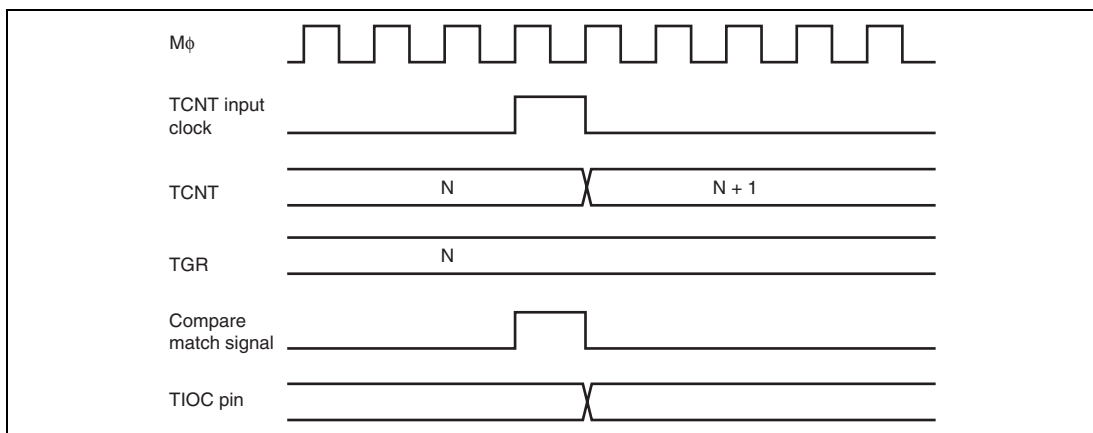 Mϕ
TCNT input
clock
TCNT
N
N + 1
TGR
N
Compare
match signal
TIOC pin